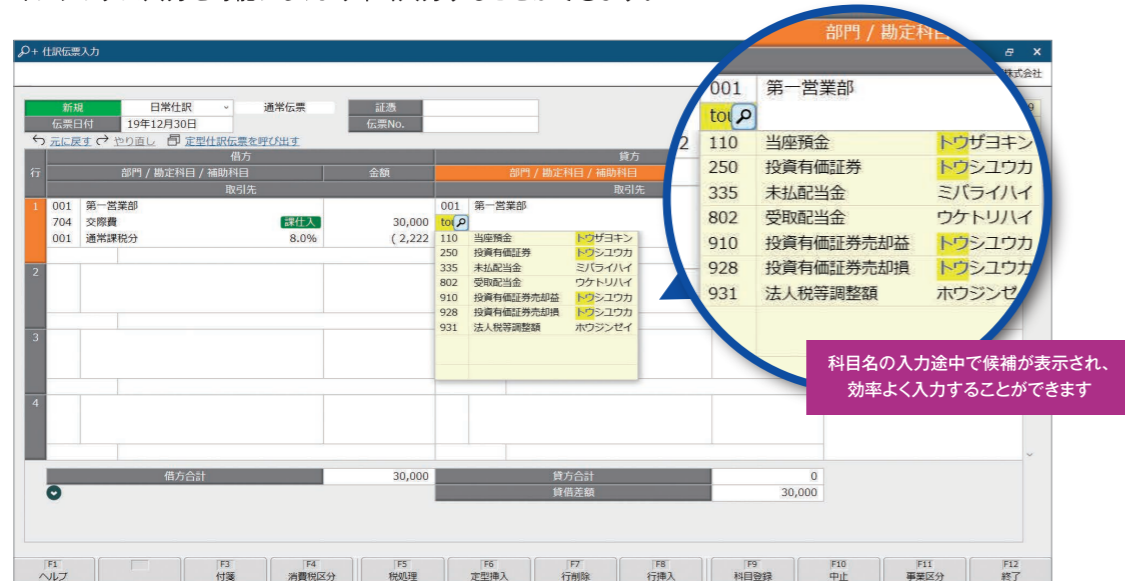 仕訳伝票入力
株式会社
新規 日常仕訳 通常伝票 証憑
伝票日付 19年12月30日 伝票No.
元に戻す やり直し 定型仕訳伝票を呼び出す 2
行 借方 貸方
部門 / 勘定科目 / 補助科目 金額 部門 / 勘定科目 / 補助科目
取引先 取引先
1 001 第一営業部 001 第一営業部
704 交際費 課仕入 30,000 tou
001 通常課税分 8.0% ( 2,222
110 当座預金 トウザヨキン
250 投資有価証券 トウシユウカ
335 未払配当金 ミバライハイ
802 受取配当金 ウケトリハイ
910 投資有価証券売却益 トウシユウカ
928 投資有価証券売却損 トウシユウカ
931 法人税等調整額 ホウジンゼイ
2
3
4
借方合計 30,000 貸方合計 0
貸借差額 30,000
F1 ヘルプ
F3 付箋
F4 消費税区分
F5 税処理
F6 定型挿入
F7 行削除
F8 行挿入
F9 科目登録
F10 中止
F11 事業区分
F12 終了
部門 / 勘定科目
001 第一営業部
tou
110 当座預金 トウザヨキン
250 投資有価証券 トウシユウカ
335 未払配当金 ミバライハイ
802 受取配当金 ウケトリハイ
910 投資有価証券売却益 トウシユウカ
928 投資有価証券売却損 トウシユウカ
931 法人税等調整額 ホウジンゼ
科目名の入力途中で候補が表示され、
効率よく入力することができます